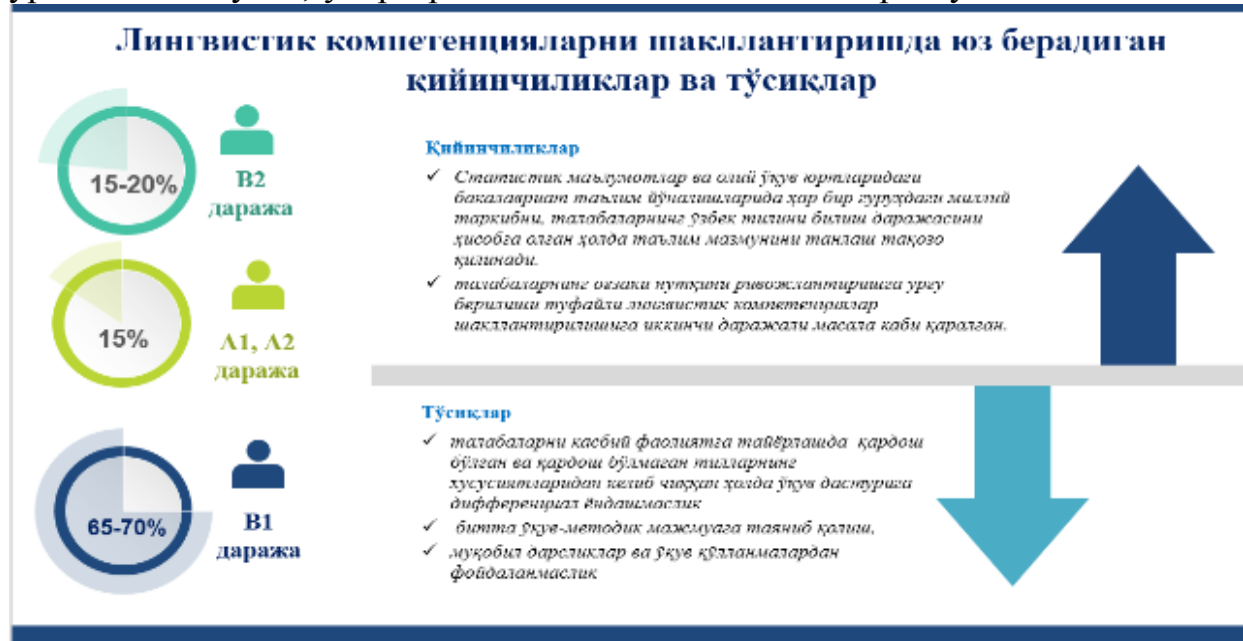 Лингвистик компетенцияларни шакллантиришда юз берадиган
қийинчиликлар ва тўсиқлар
15-20%
B2
даража
15%
A1, A2
даража
65-70%
B1
даража
Қийинчиликлар
✓ Статистик маълумотлар ва олий ўқув юртларидаги
бакалавриат таълим йўналишларида ҳар бир гуруҳдаги миллий
таркибни, талабаларнинг ўзбек тилини билиш даражасини
ҳисобга олган ҳолда таълим мазмунини танлаш тақозо
қилинади.
✓ талабаларнинг оғзаки нутқини ривожлантиришга урғу
берилиши туфайли лингвистик компетенциялар
шакллантирилишига иккинчи даражали масала каби қаралган.
Тўсиқлар
✓ талабаларни касбий фаолиятга тайёрлашда қардош
бўлган ва қардош бўлмаган тилларнинг
хусусиятларидан келиб чиққан ҳолда ўқув дастурига
дифференциал ёндашмаслик
✓ битта ўқув-методик мажмуага таяниб қолиш,
✓ муқобил дарсликлар ва ўқув қўлланмалардан
фойдаланмаслик